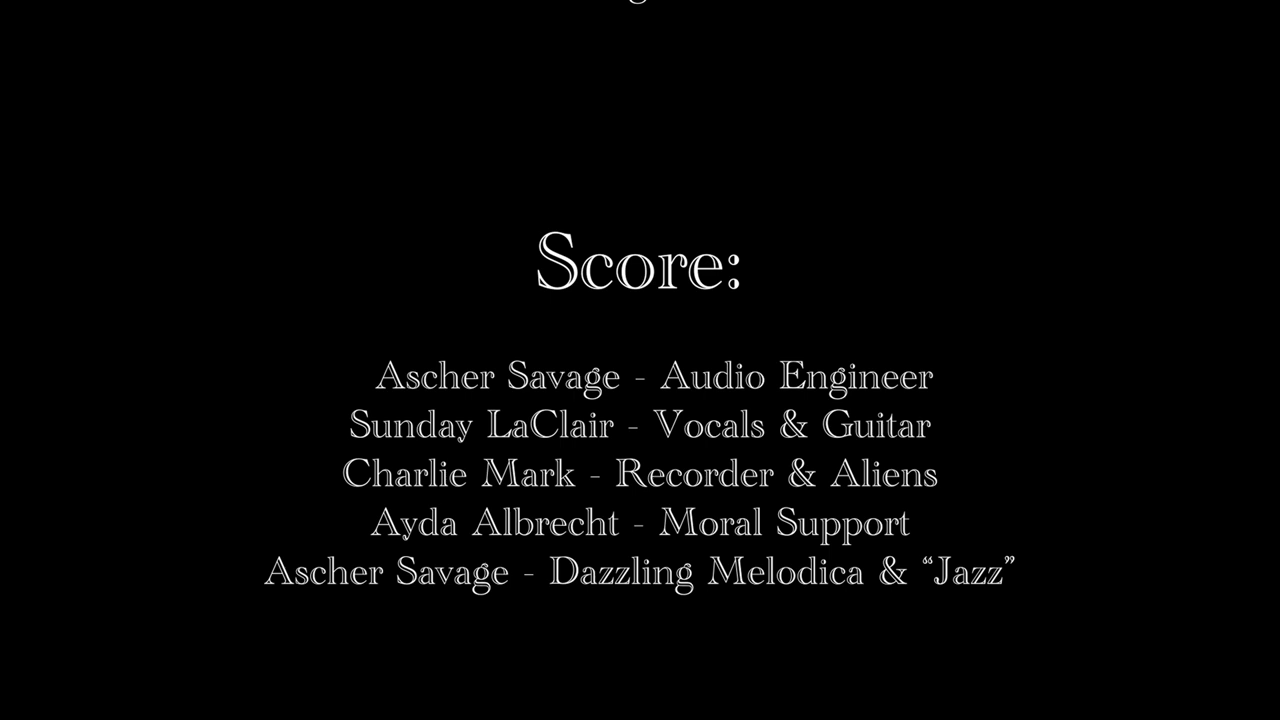 Score:
Ascher Savage - Audio Engineer
Sunday LaClair - Vocals & Guitar
Charlie Mark - Recorder & Aliens
Ayda Albrecht - Moral Support
Ascher Savage - Dazzling Melodica & “Jazz”